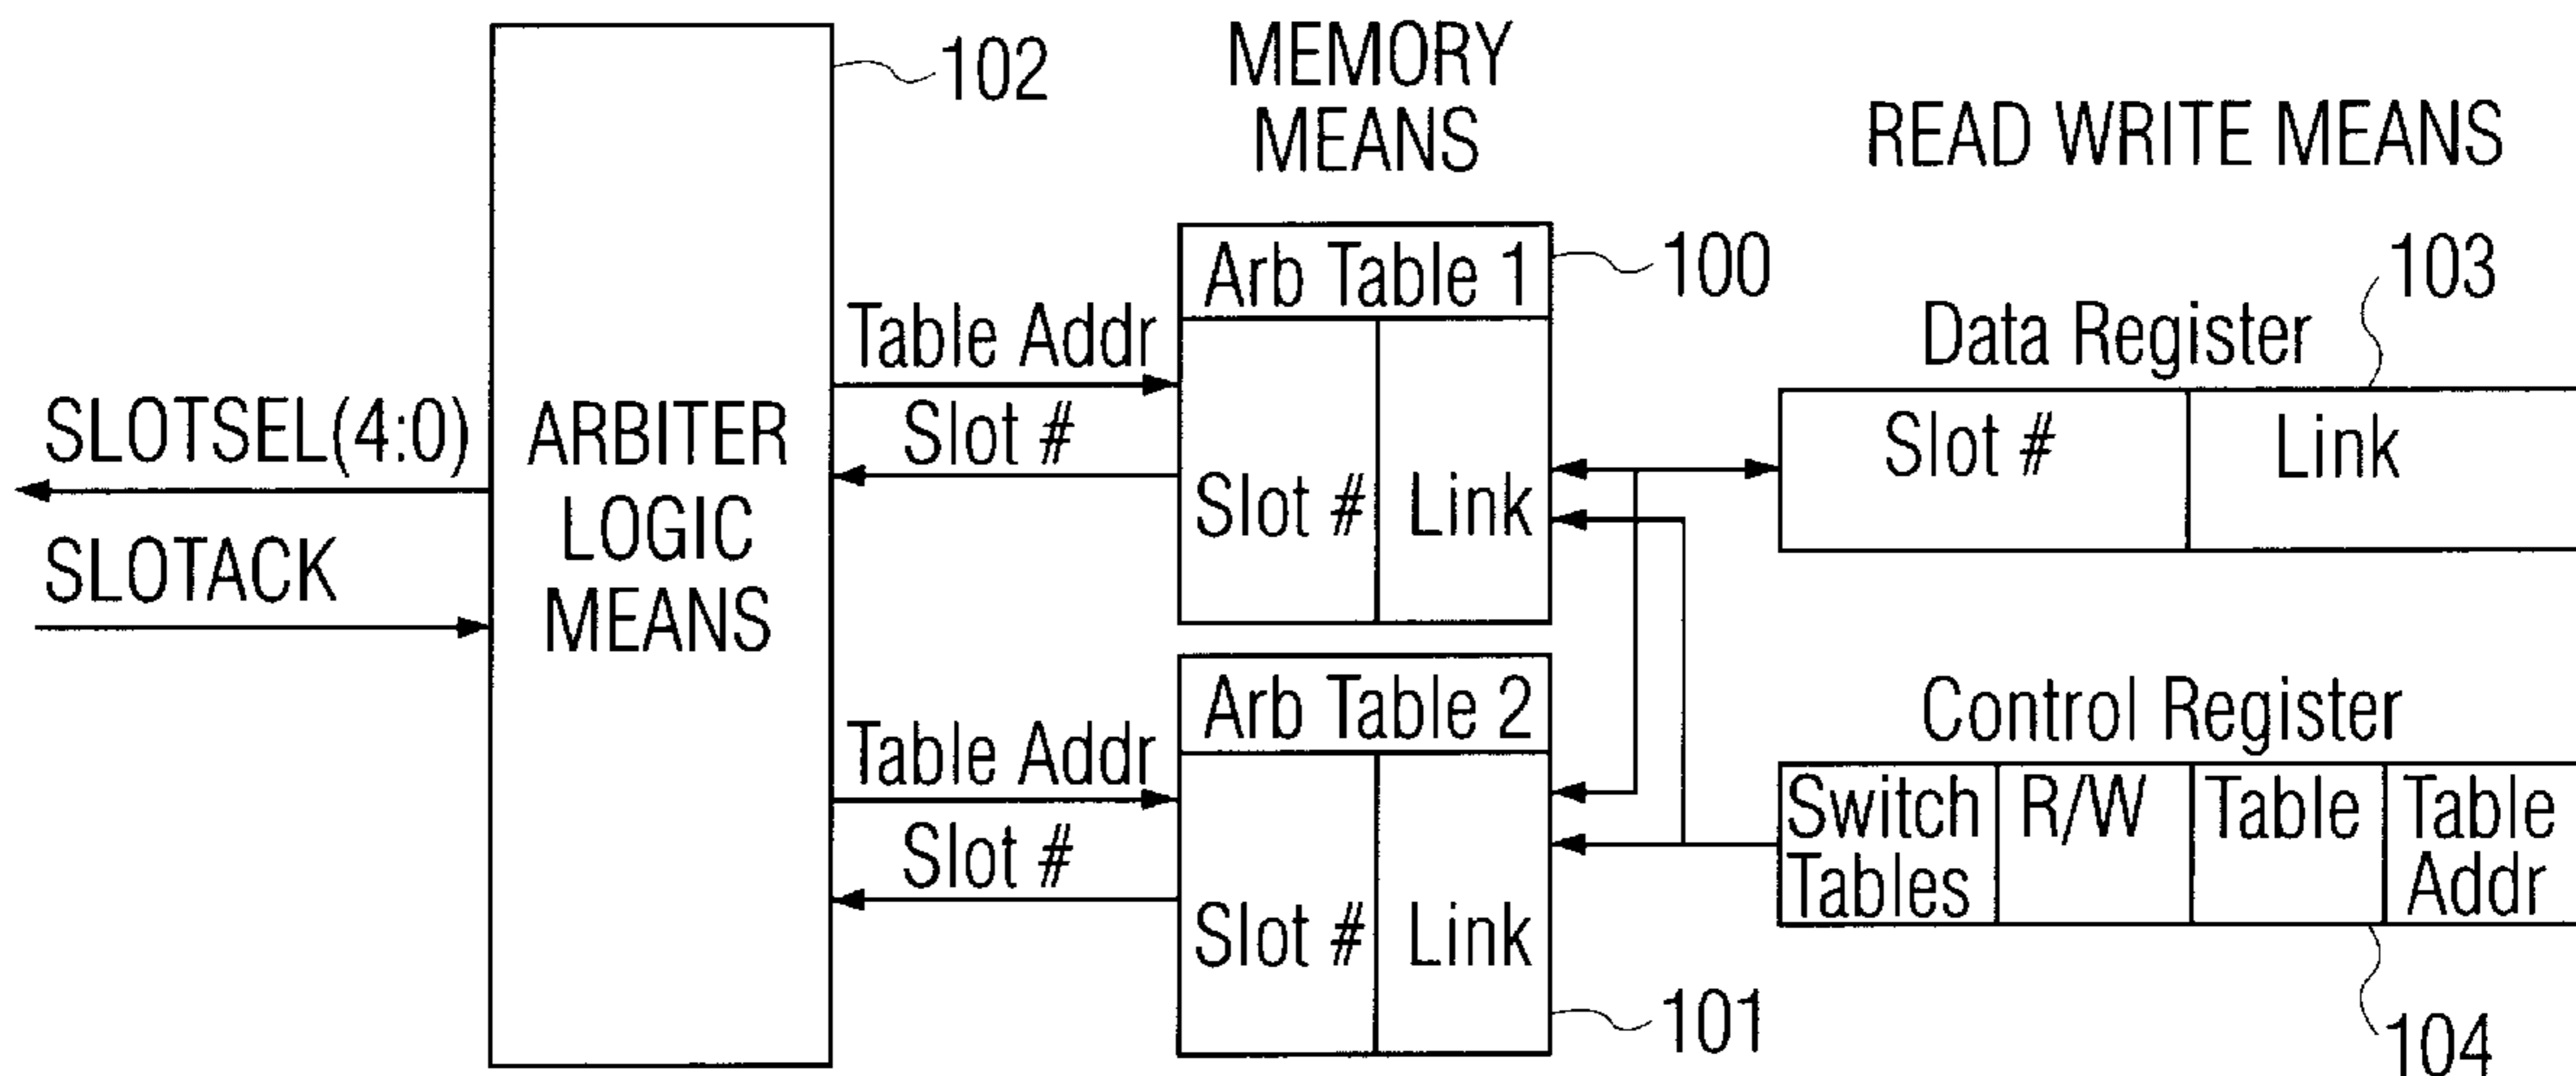 102
MEMORY
MEANS
READ WRITE MEANS
SLOTSEL(4:0)
SLOTACK
ARBITER
LOGIC
MEANS
Table Addr
Slot #
Arb Table 1
100
Slot #
Link
Data Register
103
Slot #
Link
Table Addr
Slot #
Arb Table 2
Slot #
Link
101
Control Register
Switch
Tables
R/W
Table
Table
Addr
104